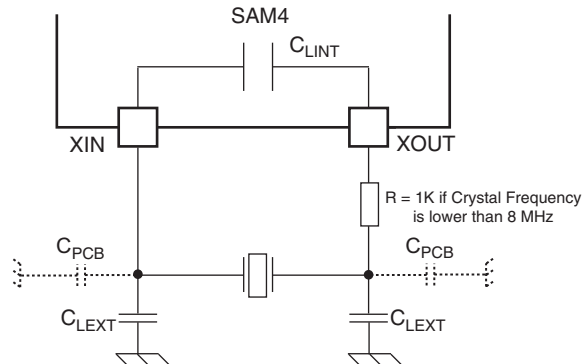 SAM4
CLINT
XIN
XOUT
R = 1K if Crystal Frequency
is lower than 8 MHz
CPCB
CPCB
CLEXT
CLEXT